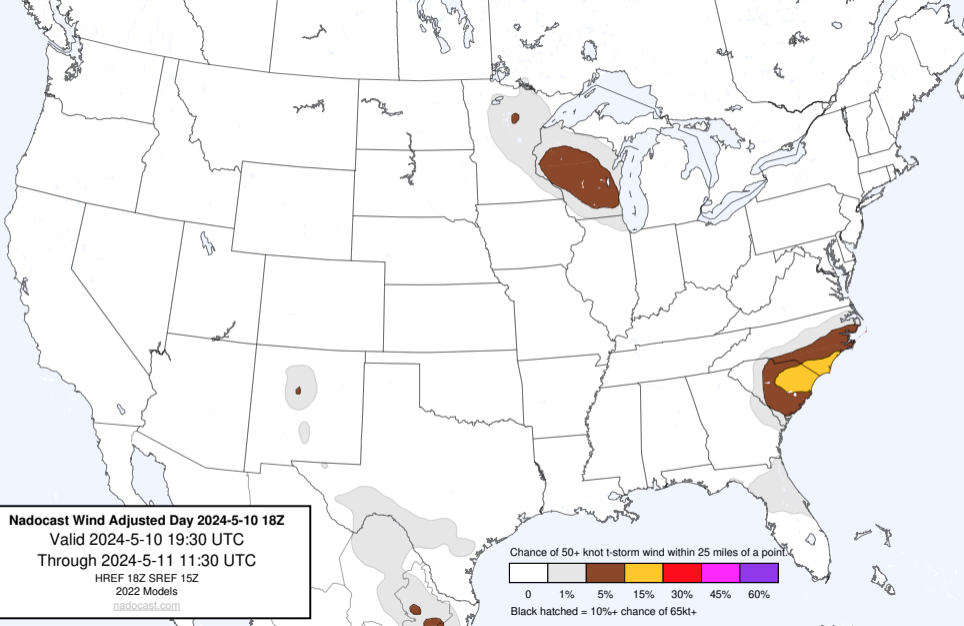 Nadocast Wind Adjusted Day 2024-5-10 18Z
Valid 2024-5-10 19:30 UTC
Through 2024-5-11 11:30 UTC
HREF 18Z SREF 15Z
2022 Models
nadocast.com
Chance of 50+ knot t-storm wind within 25 miles of a point.
0 1% 5% 15% 30% 45% 60%
Black hatched = 10%+ chance of 65kt+